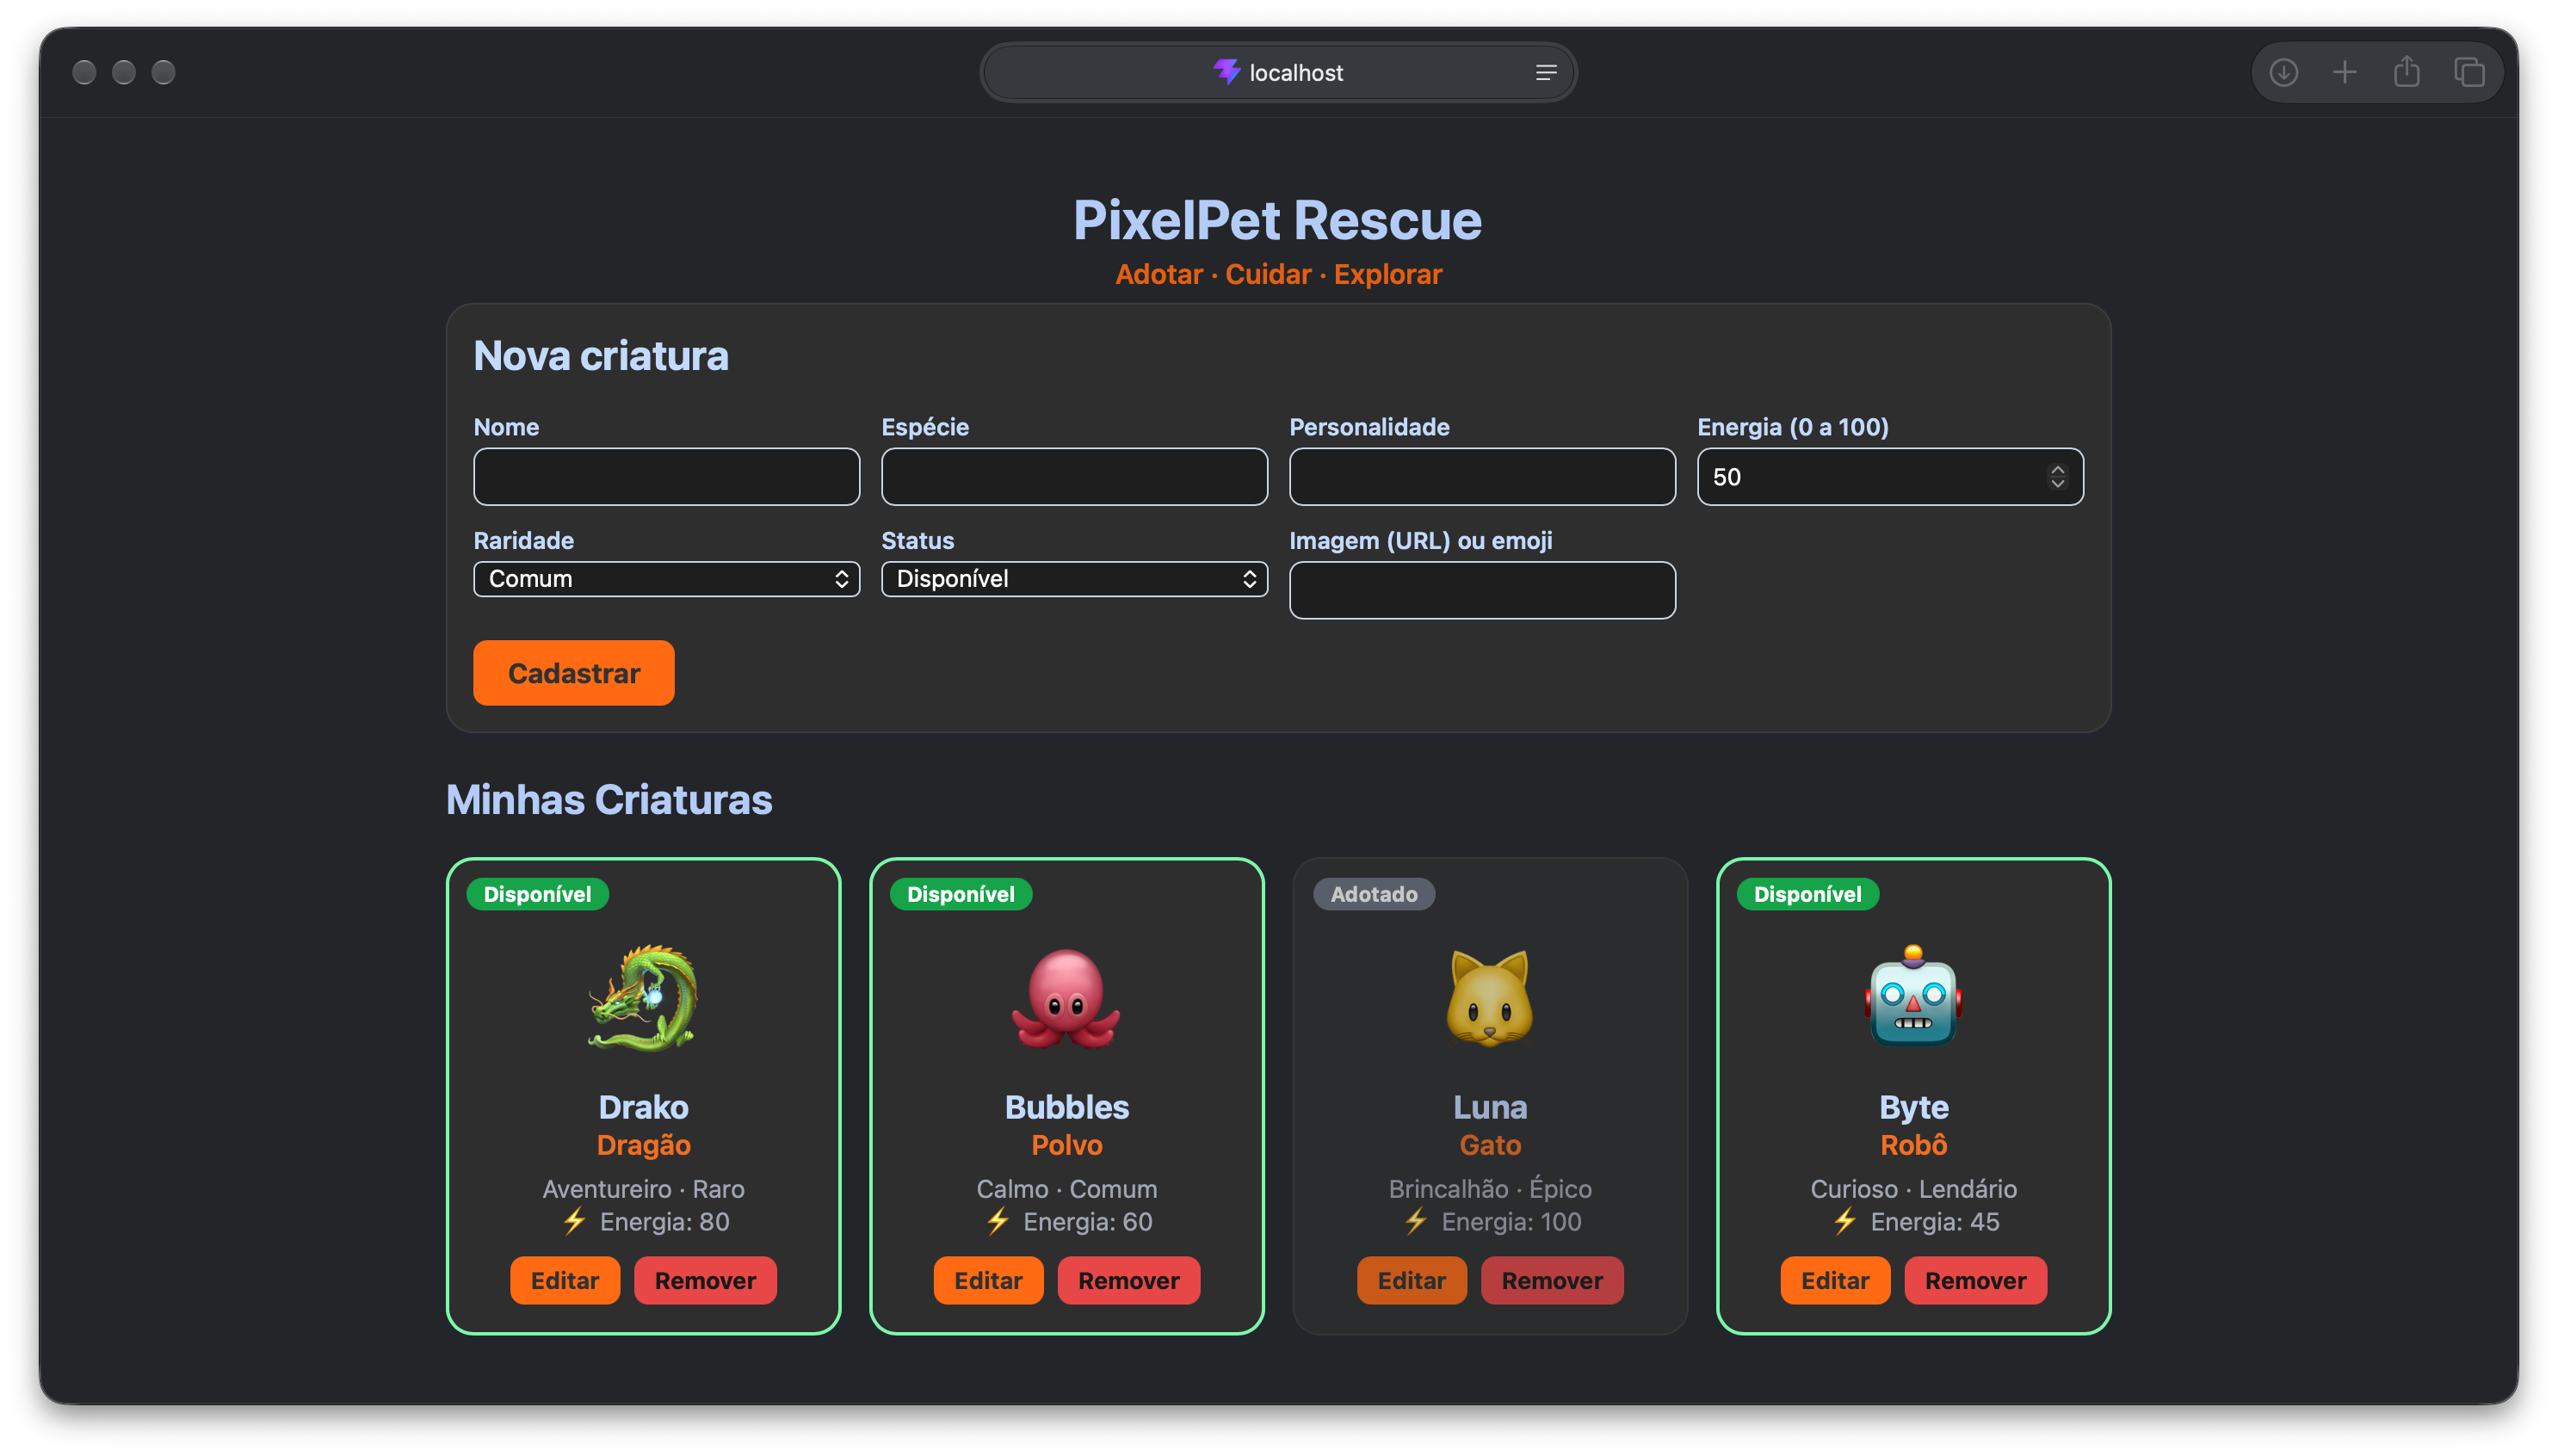 localhost
PixelPet Rescue
Adotar · Cuidar · Explorar
Nova criatura
Nome Espécie Personalidade Energia (0 a 100)
50
Raridade Status Imagem (URL) ou emoji
Comum Disponível
Cadastrar
Minhas Criaturas
Disponível Disponível Adotado Disponível
Drako Bubbles Luna Byte
Dragão Polvo Gato Robô
Aventureiro · Raro Calmo · Comum Brincalhão · Épico Curioso · Lendário
⚡ Energia: 80 ⚡ Energia: 60 ⚡ Energia: 100 ⚡ Energia: 45
Editar Remover Editar Remover Editar Remover Editar Remover